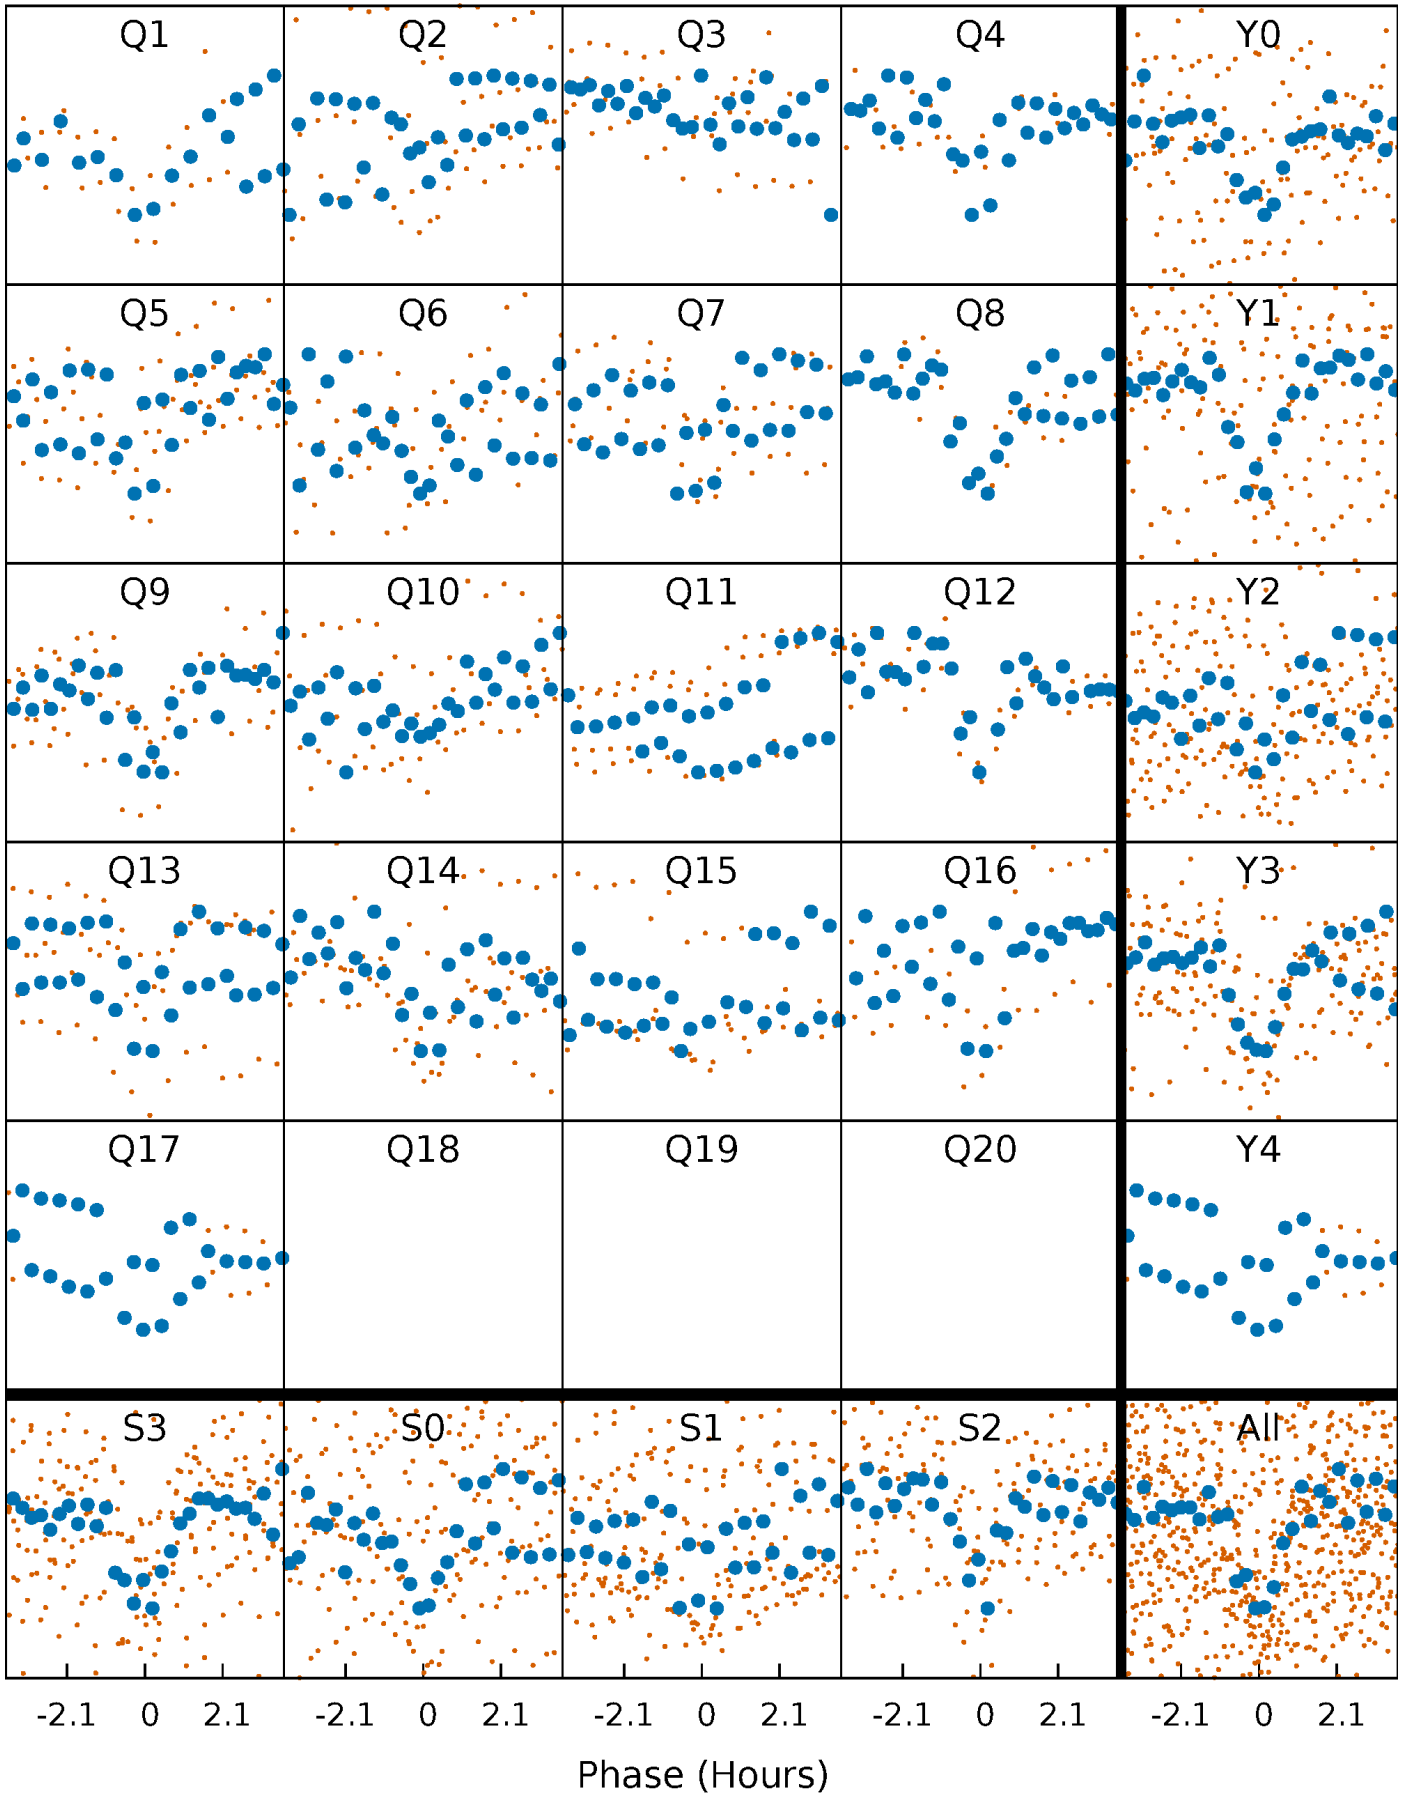 Q1 Q2 Q3 Q4 Y0
Q5 Q6 Q7 Q8 Y1
Q9 Q10 Q11 Q12 Y2
Q13 Q14 Q15 Q16 Y3
Q17 Q18 Q19 Q20 Y4
S3 S0 S1 S2 All
-2.1 0 2.1 -2.1 0 2.1 -2.1 0 2.1 -2.1 0 2.1 -2.1 0 2.1
Phase (Hours)